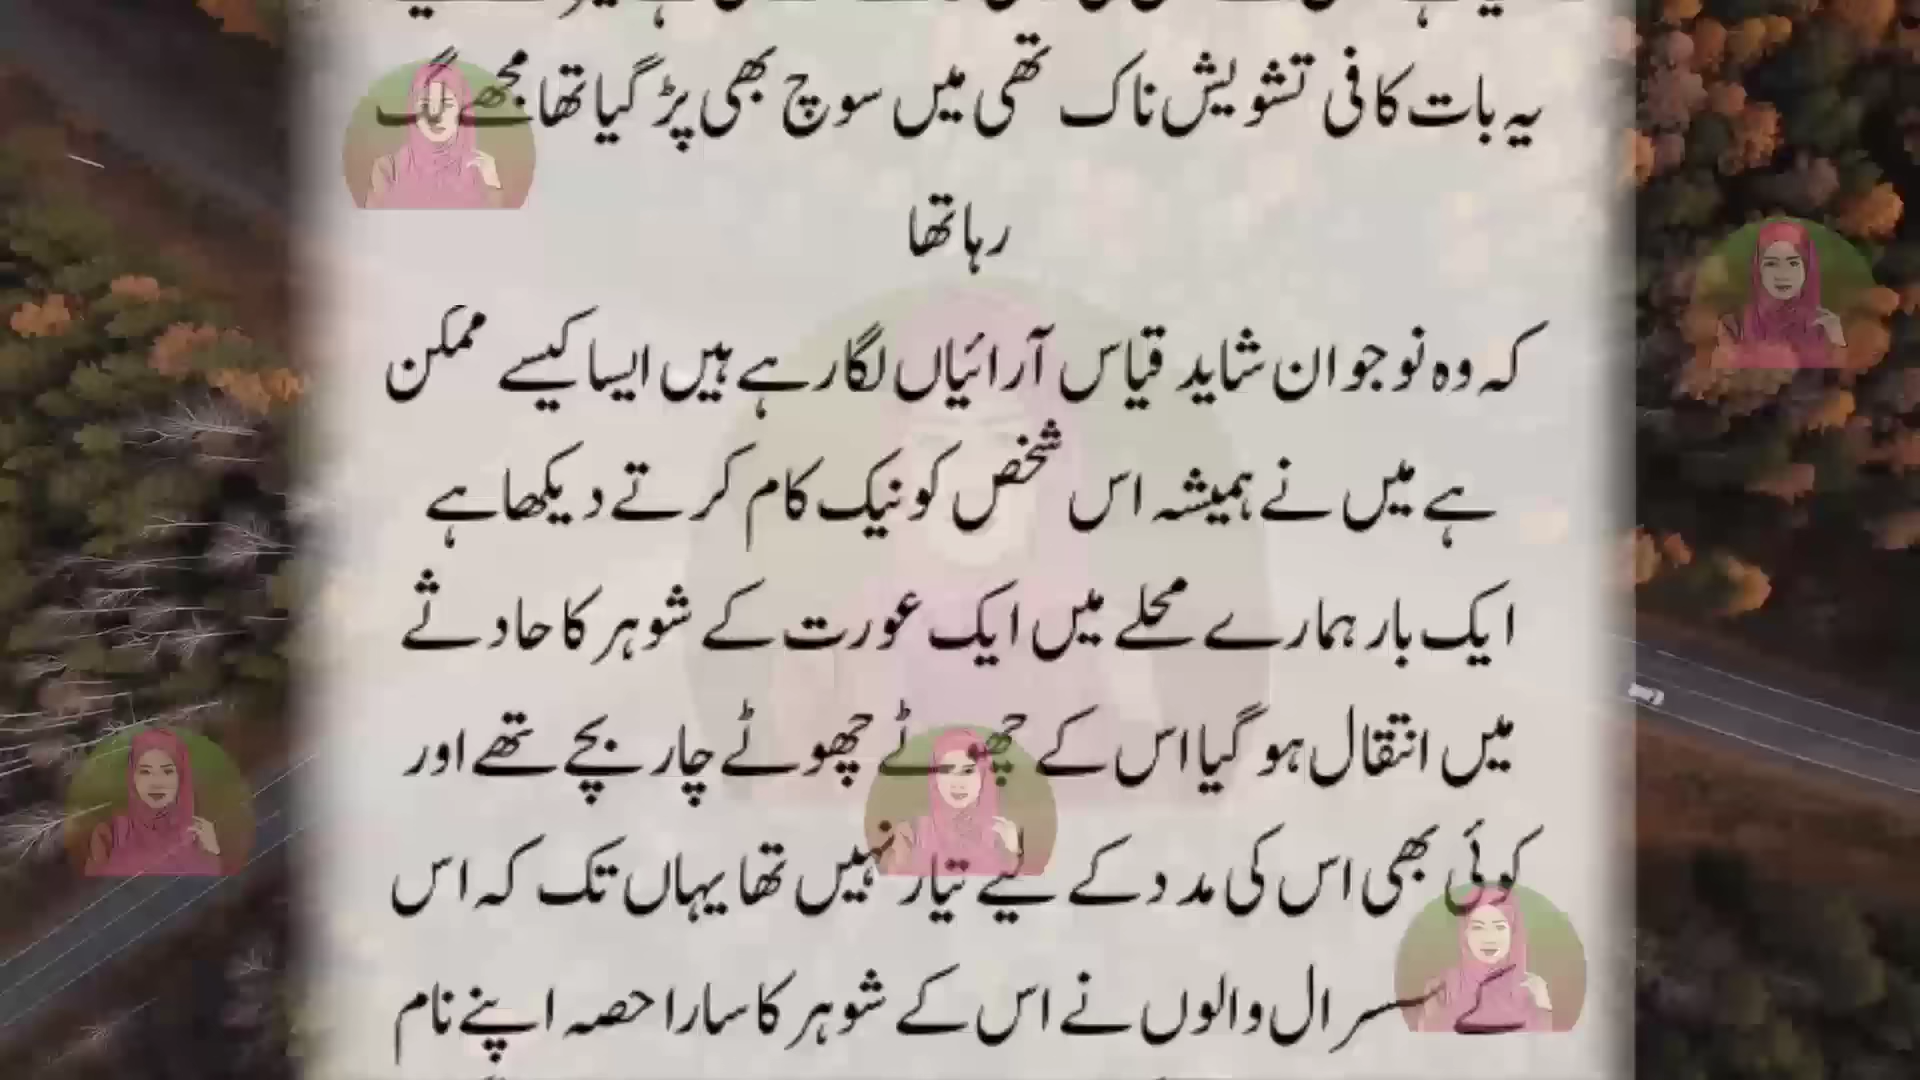 یہ بات کافی تشویش ناک تھی میں سوچ بھی پڑ گیا تھا مجھے لگ
رہا تھا
کہ وہ نوجوان شاید قیاس آرائیاں لگا رہے ہیں ایسا کیسے ممکن
ہے میں نے ہمیشہ اس شخص کو نیک کام کرتے دیکھا ہے
ایک بار ہمارے محلے میں ایک عورت کے شوہر کا حادثے
میں انتقال ہو گیا اس کے چھوٹے چھوٹے چار بچے تھے اور
کوئی بھی اس کی مدد کے لیے تیار نہیں تھا یہاں تک کہ اس
کے سسرال والوں نے اس کے شوہر کا سارا حصہ اپنے نام